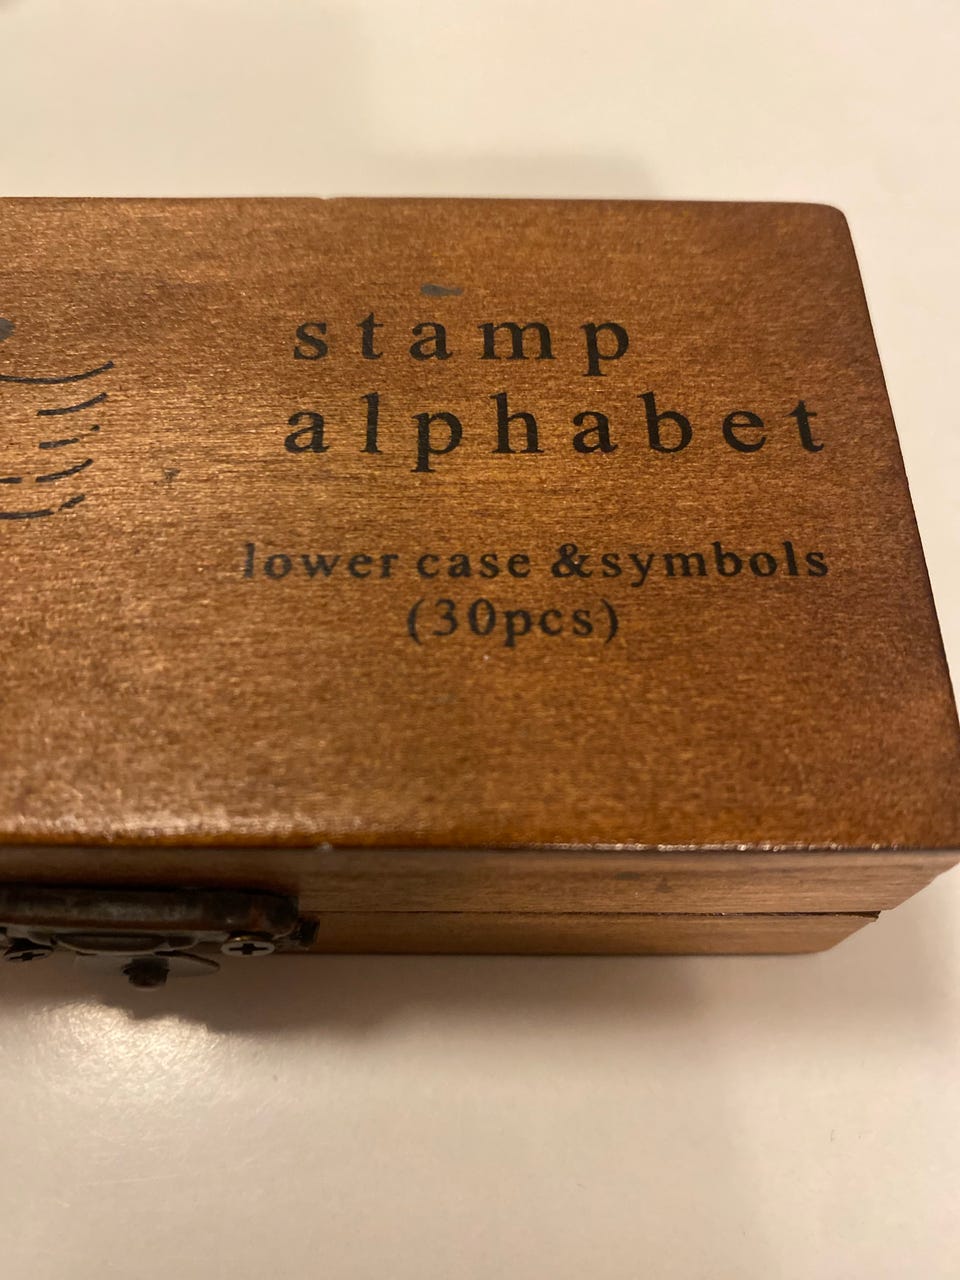 stamp
alphabet
lower case &symbols
(30pcs)